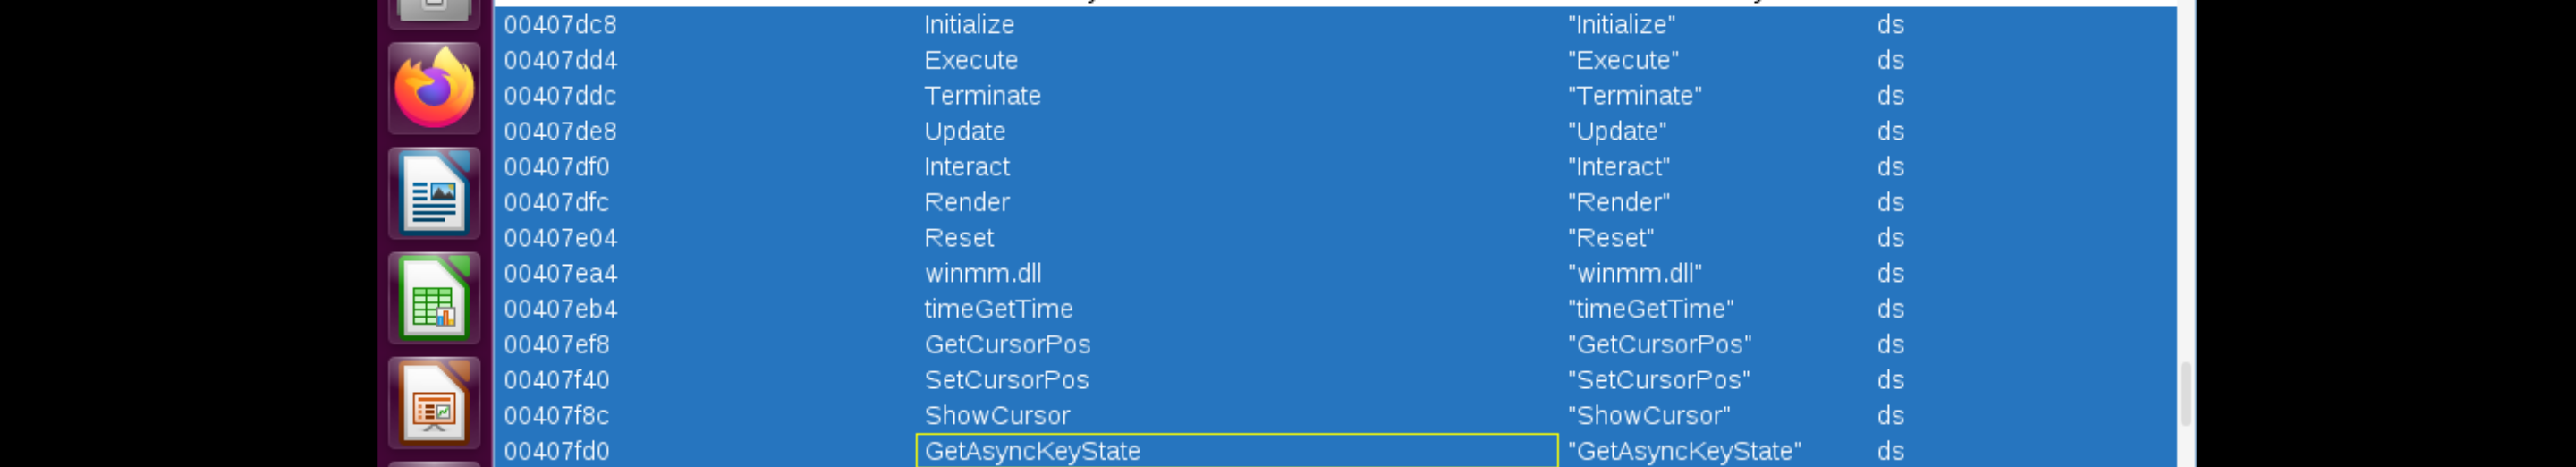 00407dc8 Initialize "Initialize" ds
00407dd4 Execute "Execute" ds
00407ddc Terminate "Terminate" ds
00407de8 Update "Update" ds
00407df0 Interact "Interact" ds
00407dfc Render "Render" ds
00407e04 Reset "Reset" ds
00407ea4 winmm.dll "winmm.dll" ds
00407eb4 timeGetTime "timeGetTime" ds
00407ef8 GetCursorPos "GetCursorPos" ds
00407f40 SetCursorPos "SetCursorPos" ds
00407f8c ShowCursor "ShowCursor" ds
00407fd0 GetAsyncKeyState "GetAsyncKeyState" ds